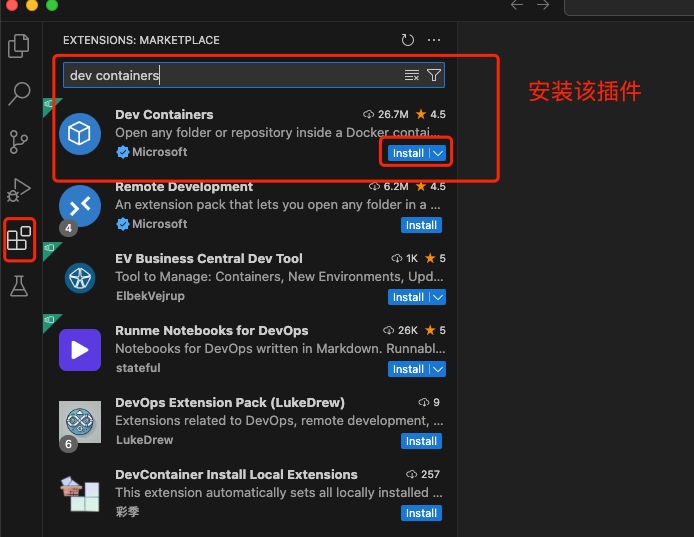 EXTENSIONS: MARKETPLACE
dev containers
安装该插件
Dev Containers 26.7M 4.5
Open any folder or repository inside a Docker contai...
Microsoft Install
Remote Development 6.2M 4.5
An extension pack that lets you open any folder in a ...
4 Microsoft Install
EV Business Central Dev Tool 1K 5
Tool to Manage: Containers, New Environments, Upd...
ElbekVejrup Install
Runme Notebooks for DevOps 26K 5
Notebooks for DevOps written in Markdown. Runnabl...
stateful Install
DevOps Extension Pack (LukeDrew) 9
Extensions related to DevOps, remote development, ...
6 LukeDrew Install
DevContainer Install Local Extensions 257
This extension automatically sets all locally installed ...
彩季 Install